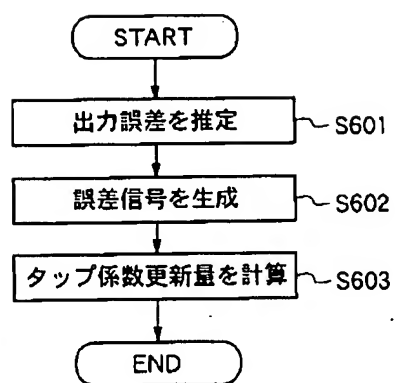 START
出力誤差を推定
S601
誤差信号を生成
S602
タップ係数更新量を計算
S603
END